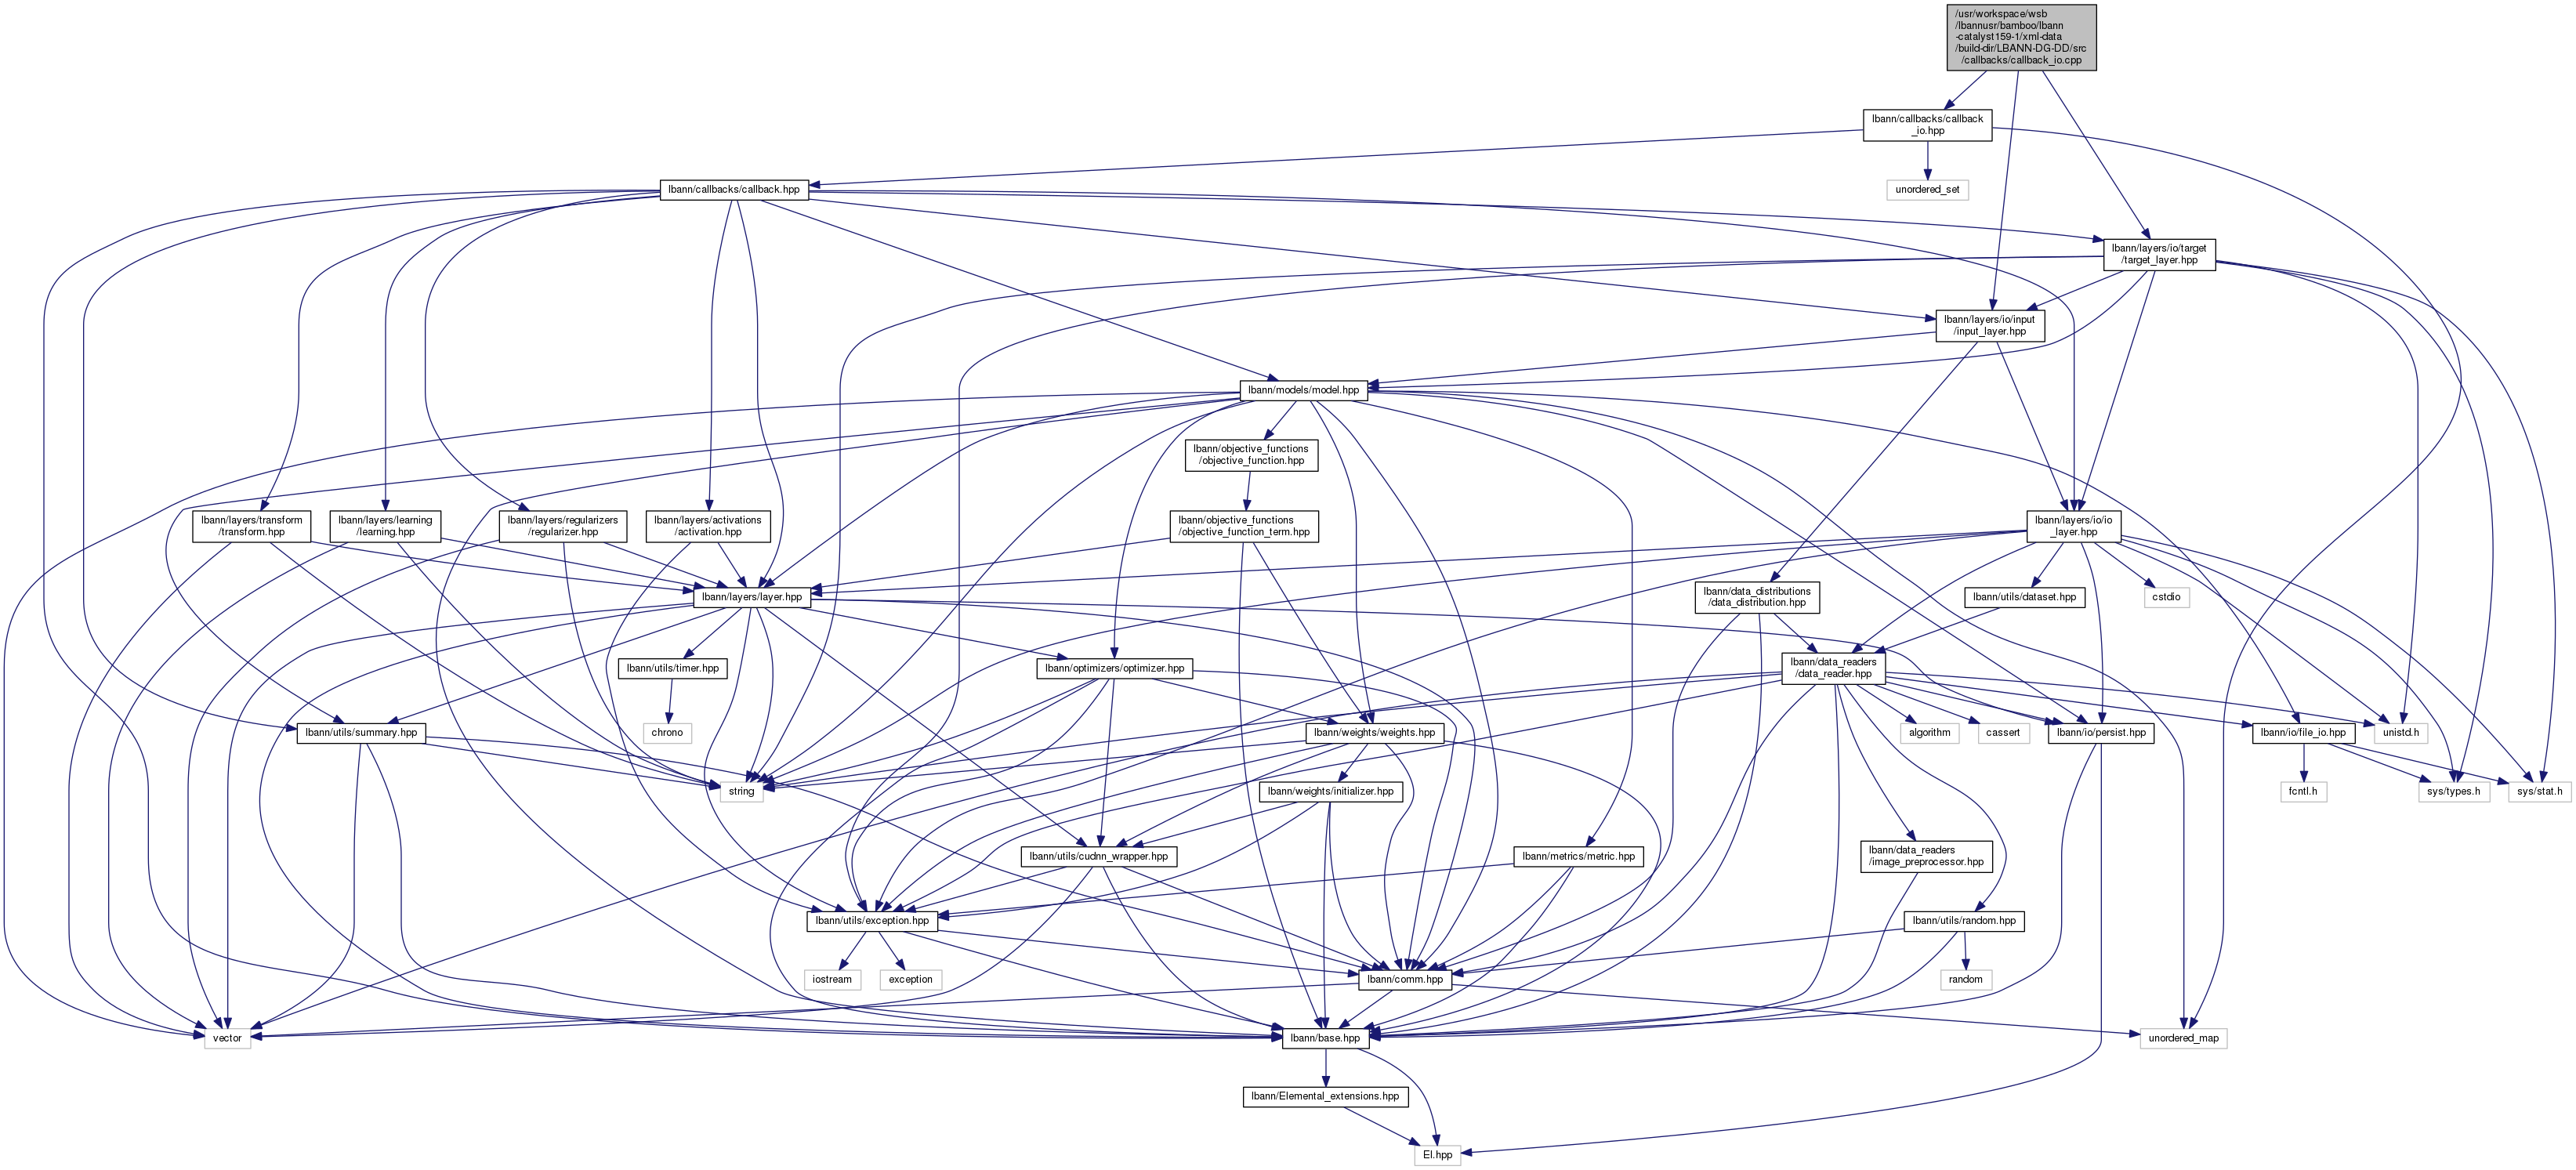 /usr/workspace/wsb
/lbannusr/bamboo/lbann
-catalyst159-1/xml-data
/build-dir/LBANN-DG-DD/src
/callbacks/callback_io.cpp
lbann/callbacks/callback
_io.hpp
lbann/callbacks/callback.hpp
unordered_set
lbann/layers/io/target
/target_layer.hpp
lbann/layers/io/input
/input_layer.hpp
lbann/models/model.hpp
lbann/objective_functions
/objective_function.hpp
lbann/layers/transform
/transform.hpp
lbann/layers/learning
/learning.hpp
lbann/layers/regularizers
/regularizer.hpp
lbann/layers/activations
/activation.hpp
lbann/objective_functions
/objective_function_term.hpp
lbann/layers/io/io
_layer.hpp
lbann/layers/layer.hpp
lbann/data_distributions
/data_distribution.hpp
lbann/utils/dataset.hpp
cstdio
lbann/utils/timer.hpp
lbann/optimizers/optimizer.hpp
lbann/data_readers
/data_reader.hpp
lbann/utils/summary.hpp
chrono
lbann/weights/weights.hpp
algorithm
cassert
lbann/io/persist.hpp
lbann/io/file_io.hpp
unistd.h
string
lbann/weights/initializer.hpp
fcntl.h
sys/types.h
sys/stat.h
lbann/utils/cudnn_wrapper.hpp
lbann/metrics/metric.hpp
lbann/data_readers
/image_preprocessor.hpp
lbann/utils/exception.hpp
lbann/utils/random.hpp
iostream
exception
lbann/comm.hpp
random
vector
lbann/base.hpp
unordered_map
lbann/Elemental_extensions.hpp
El.hpp